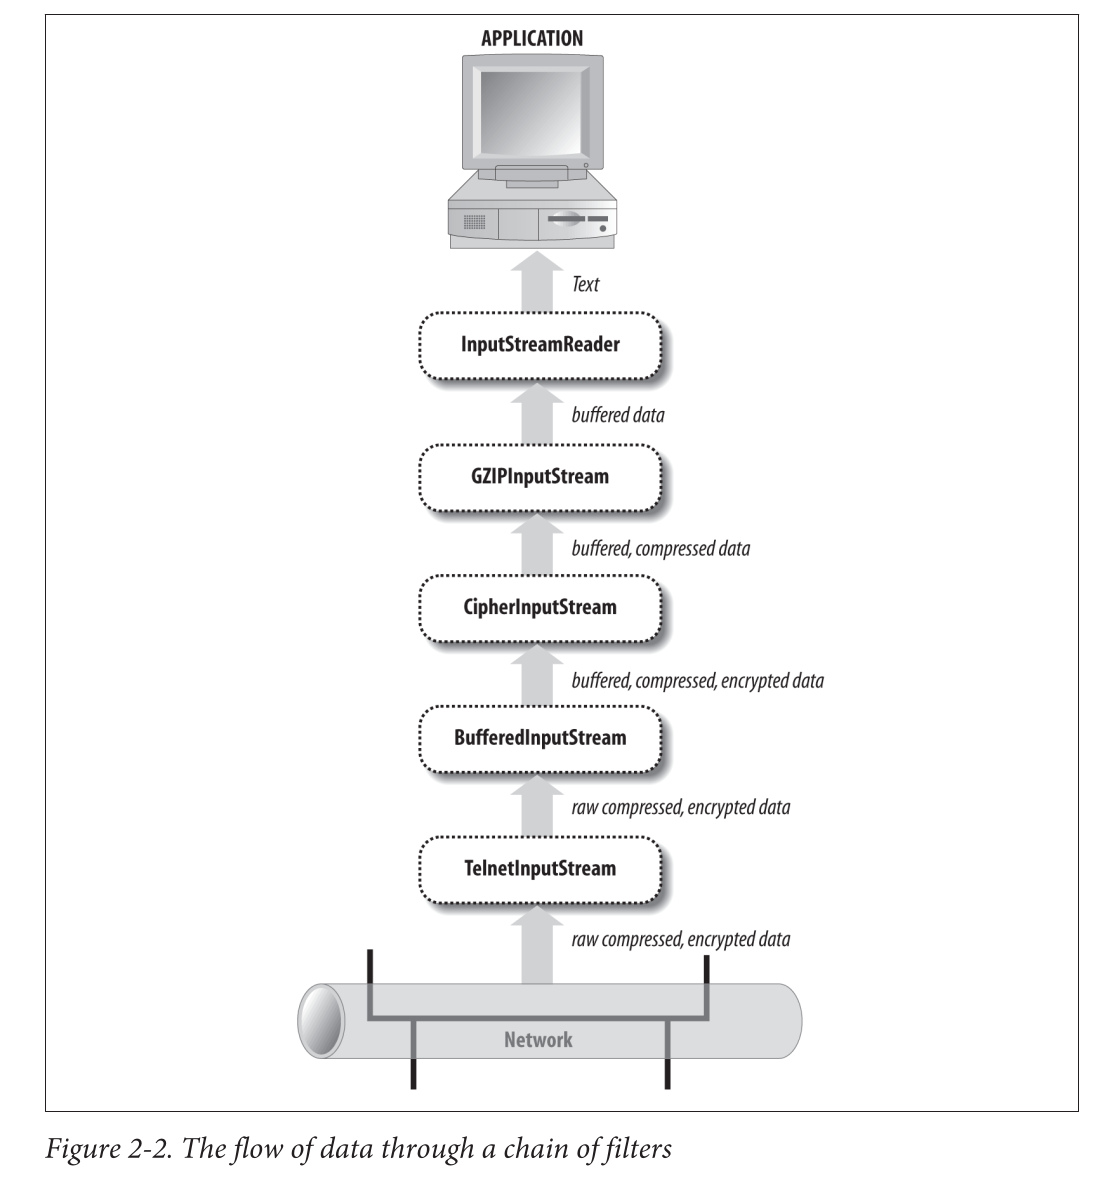 APPLICATION
Text
InputStreamReader
buffered data
GZIPInputStream
buffered, compressed data
CipherInputStream
buffered, compressed, encrypted data
BufferedInputStream
raw compressed, encrypted data
TelnetInputStream
raw compressed, encrypted data
Network
Figure 2-2. The flow of data through a chain of filters